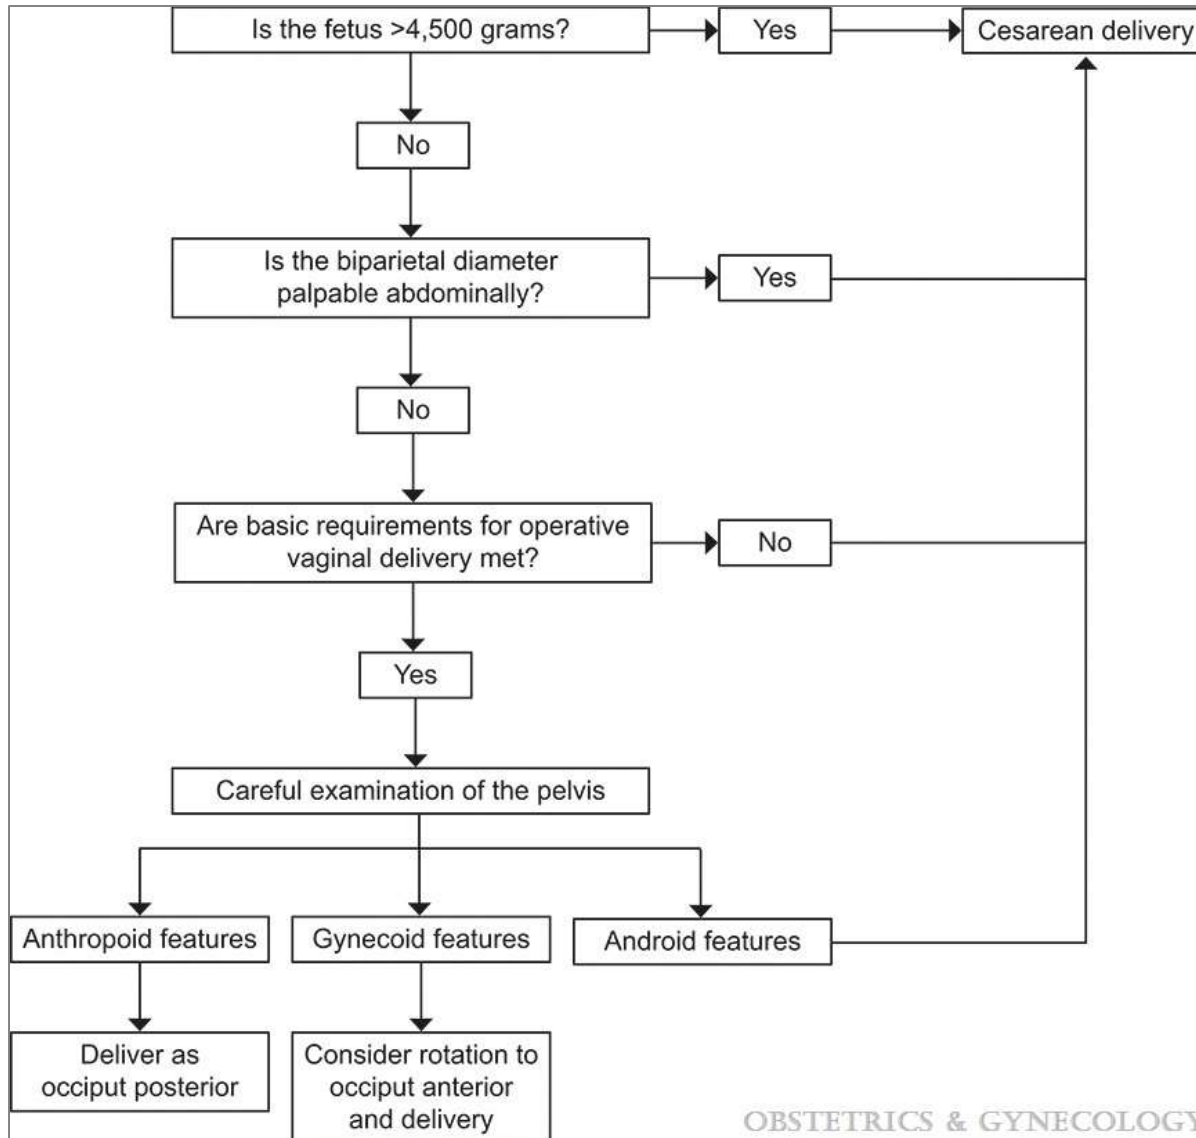 Is the fetus >4,500 grams?
Yes
Cesarean delivery
No
Is the biparietal diameter
palpable abdominally?
Yes
No
Are basic requirements for operative
vaginal delivery met?
No
Yes
Careful examination of the pelvis
Anthropoid features
Gynecoid features
Android features
Deliver as
occiput posterior
Consider rotation to
occiput anterior
and delivery
OBSTETRICS & GYNECOLOGY